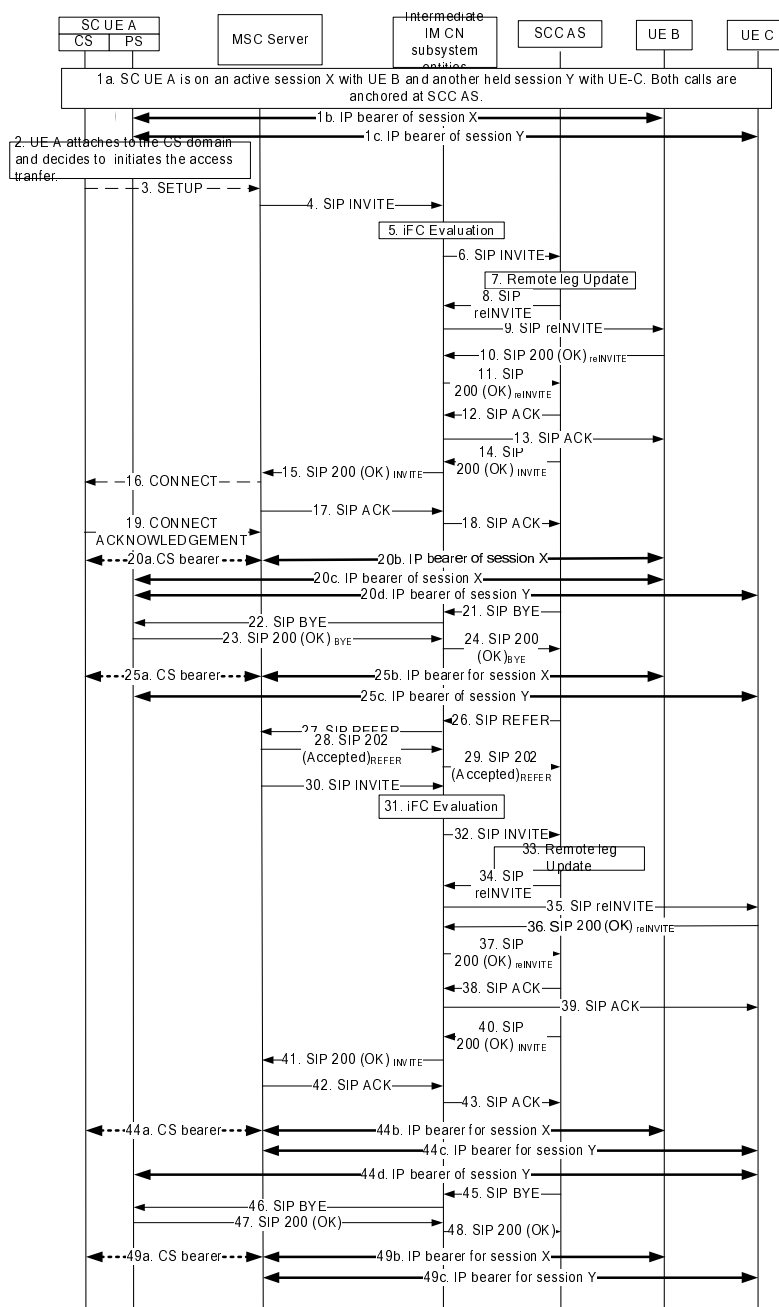 SC UE A
CS
PS
MSC Server
Intermediate
IM CN
subsystem
entities
SCC AS
UE B
UE C
1a. SC UE A is on an active session X with UE B and another held session Y with UE-C. Both calls are
anchored at SCC AS.
1b. IP bearer of session X
1c. IP bearer of session Y
2. UE A attaches to the CS domain
and decides to initiates the access
tranfer.
3. SETUP
4. SIP INVITE
5. iFC Evaluation
6. SIP INVITE
7. Remote leg Update
8. SIP
reINVITE
9. SIP reINVITE
10. SIP 200 (OK) reINVITE
11. SIP
200 (OK) reINVITE
12. SIP ACK
13. SIP ACK
14. SIP
200 (OK) INVITE
15. SIP 200 (OK) INVITE
16. CONNECT
17. SIP ACK
18. SIP ACK
19. CONNECT
ACKNOWLEDGEMENT
20a. CS bearer
20b. IP bearer of session X
20c. IP bearer of session X
20d. IP bearer of session Y
21. SIP BYE
22. SIP BYE
23. SIP 200 (OK) BYE
24. SIP 200
(OK)BYE
25a. CS bearer
25b. IP bearer for session X
25c. IP bearer of session Y
26. SIP REFER
27. SIP REFER
28. SIP 202
(Accepted)REFER
29. SIP 202
(Accepted)REFER
30. SIP INVITE
31. iFC Evaluation
32. SIP INVITE
33. Remote leg
Update
34. SIP
reINVITE
35. SIP reINVITE
36. SIP 200 (OK) reINVITE
37. SIP
200 (OK) reINVITE
38. SIP ACK
39. SIP ACK
40. SIP
200 (OK) INVITE
41. SIP 200 (OK) INVITE
42. SIP ACK
43. SIP ACK
44a. CS bearer
44b. IP bearer for session X
44c. IP bearer for session Y
44d. IP bearer of session Y
45. SIP BYE
46. SIP BYE
47. SIP 200 (OK)
48. SIP 200 (OK)
49a. CS bearer
49b. IP bearer for session X
49c. IP bearer for session Y